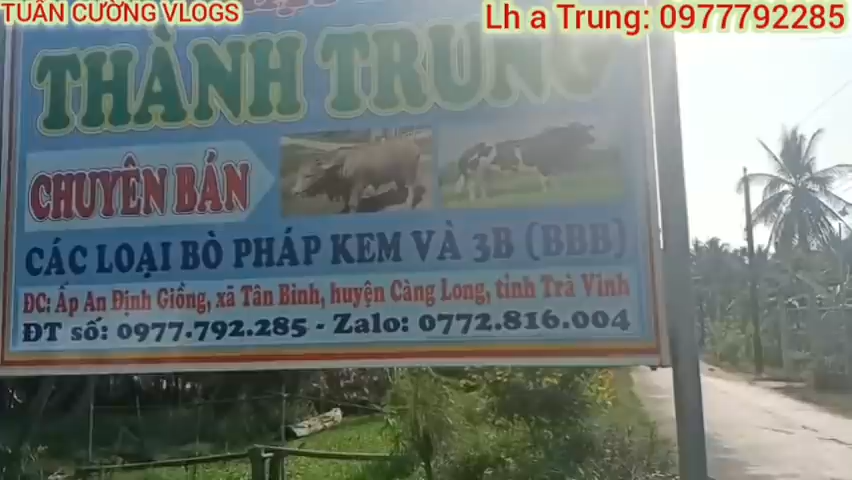 TUẤN CƯỜNG VLOGS
Lh a Trung: 0977792285
THÀNH TRUNG
CHUYÊN BÁN
CÁC LOẠI BÒ PHÁP KEM VÀ 3B (BBB)
ĐC: Ấp An Định Giồng, xã Tân Bình, huyện Càng Long, tỉnh Trà Vinh
ĐT số: 0977.792.285 - Zalo: 0772.816.004